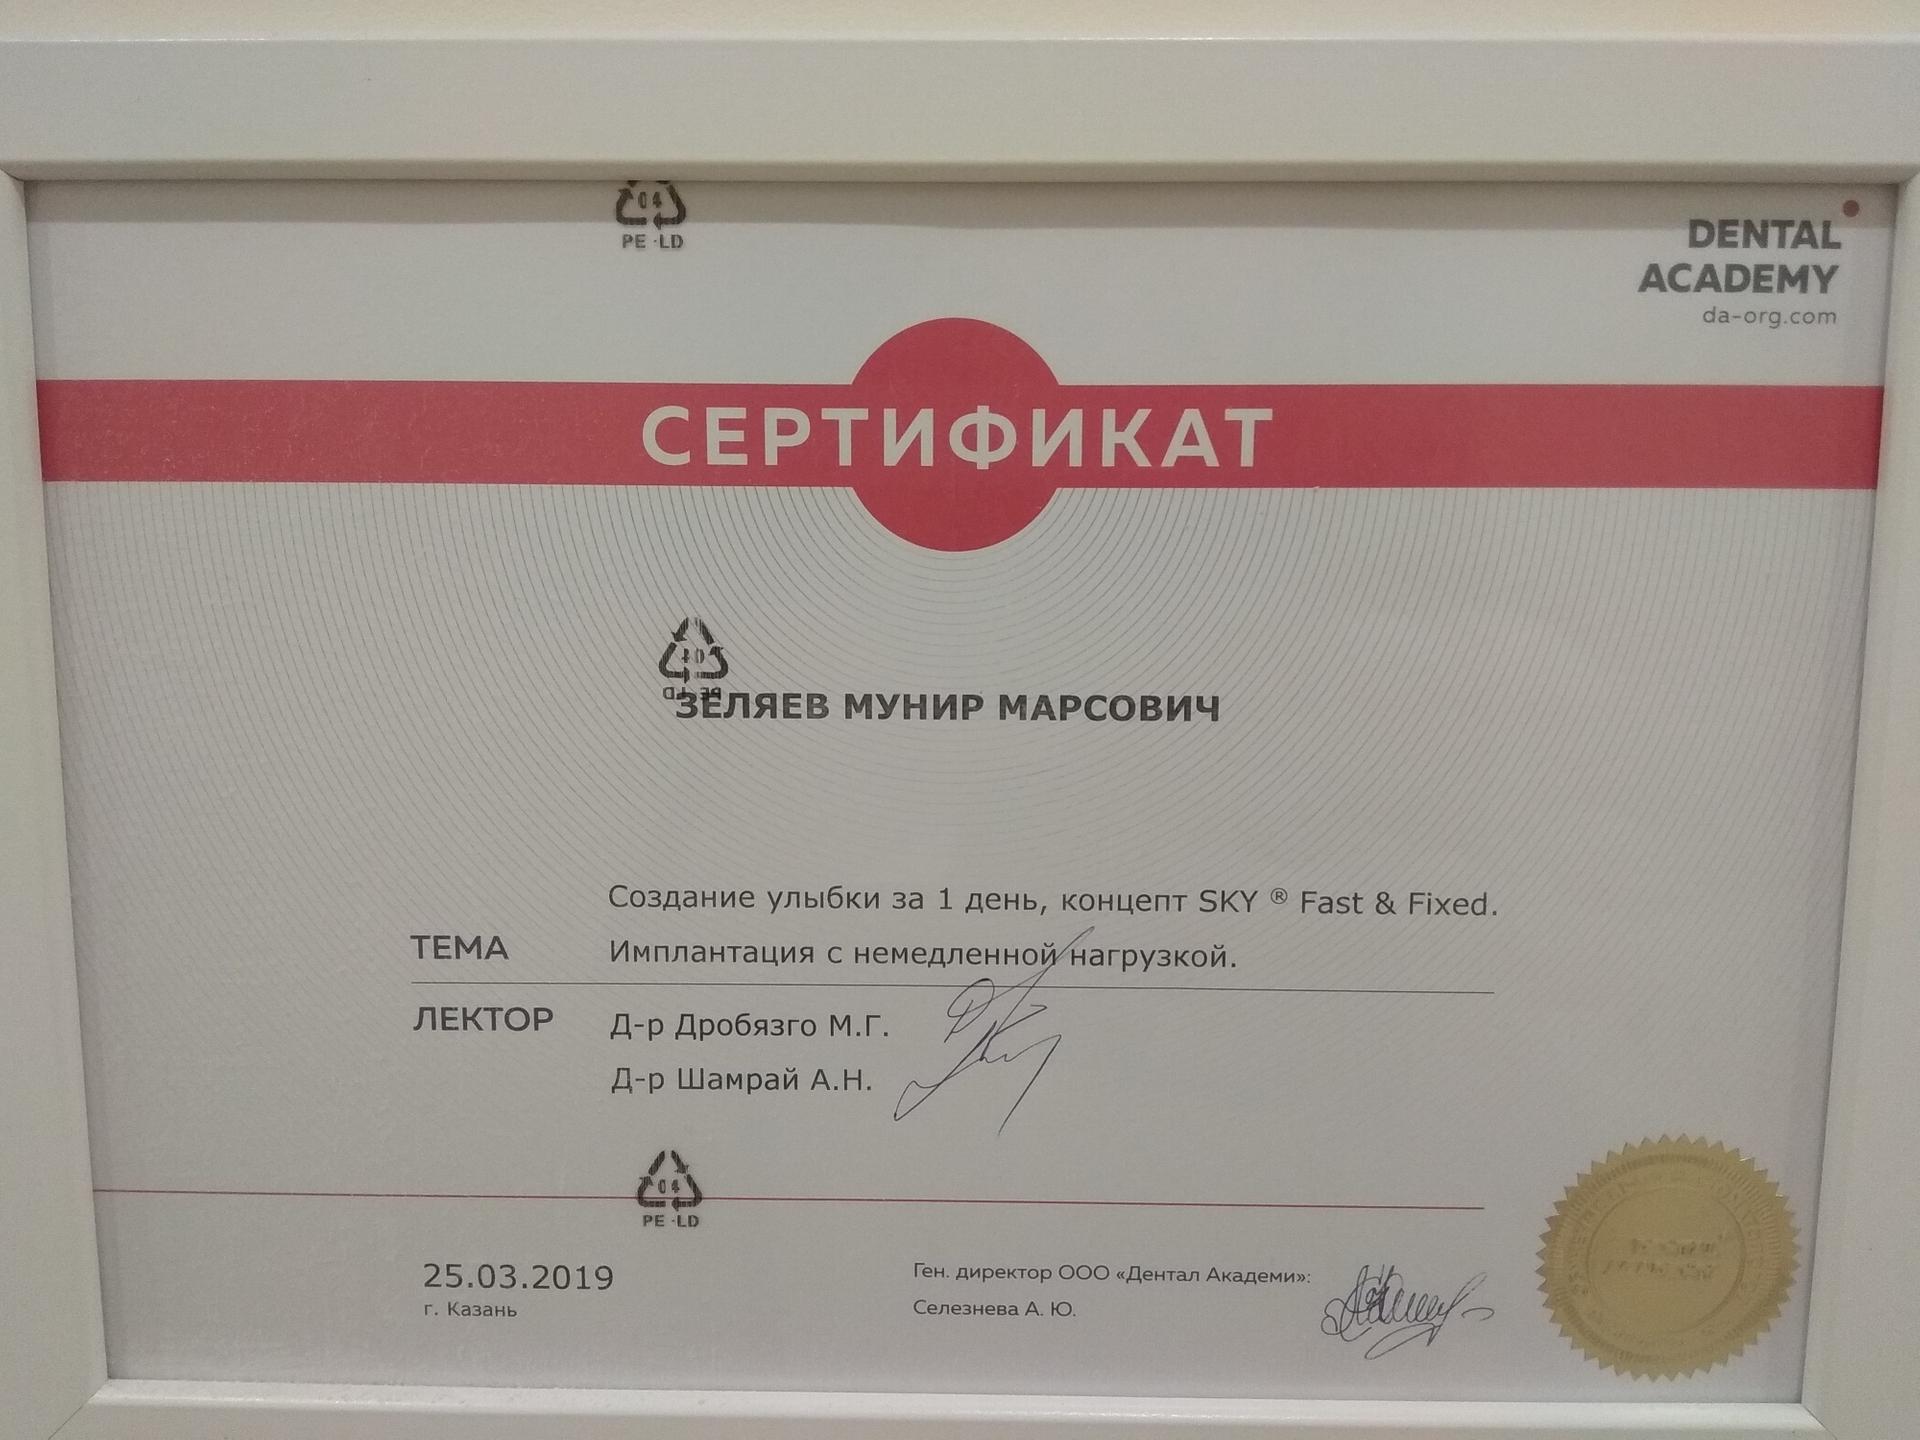 04
PE-LD
DENTAL
ACADEMY
da-org.com
СЕРТИФИКАТ
04
PE-LD
ЗЕЛЯЕВ МУНИР МАРСОВИЧ
Создание улыбки за 1 день, концепт SKY ® Fast & Fixed.
ТЕМА Имплантация с немедленной нагрузкой.
ЛЕКТОР Д-р Дробязго М.Г.
Д-р Шамрай А.Н.
04
PE-LD
25.03.2019
г. Казань
Ген. директор ООО «Дентал Академи»:
Селезнева А. Ю.